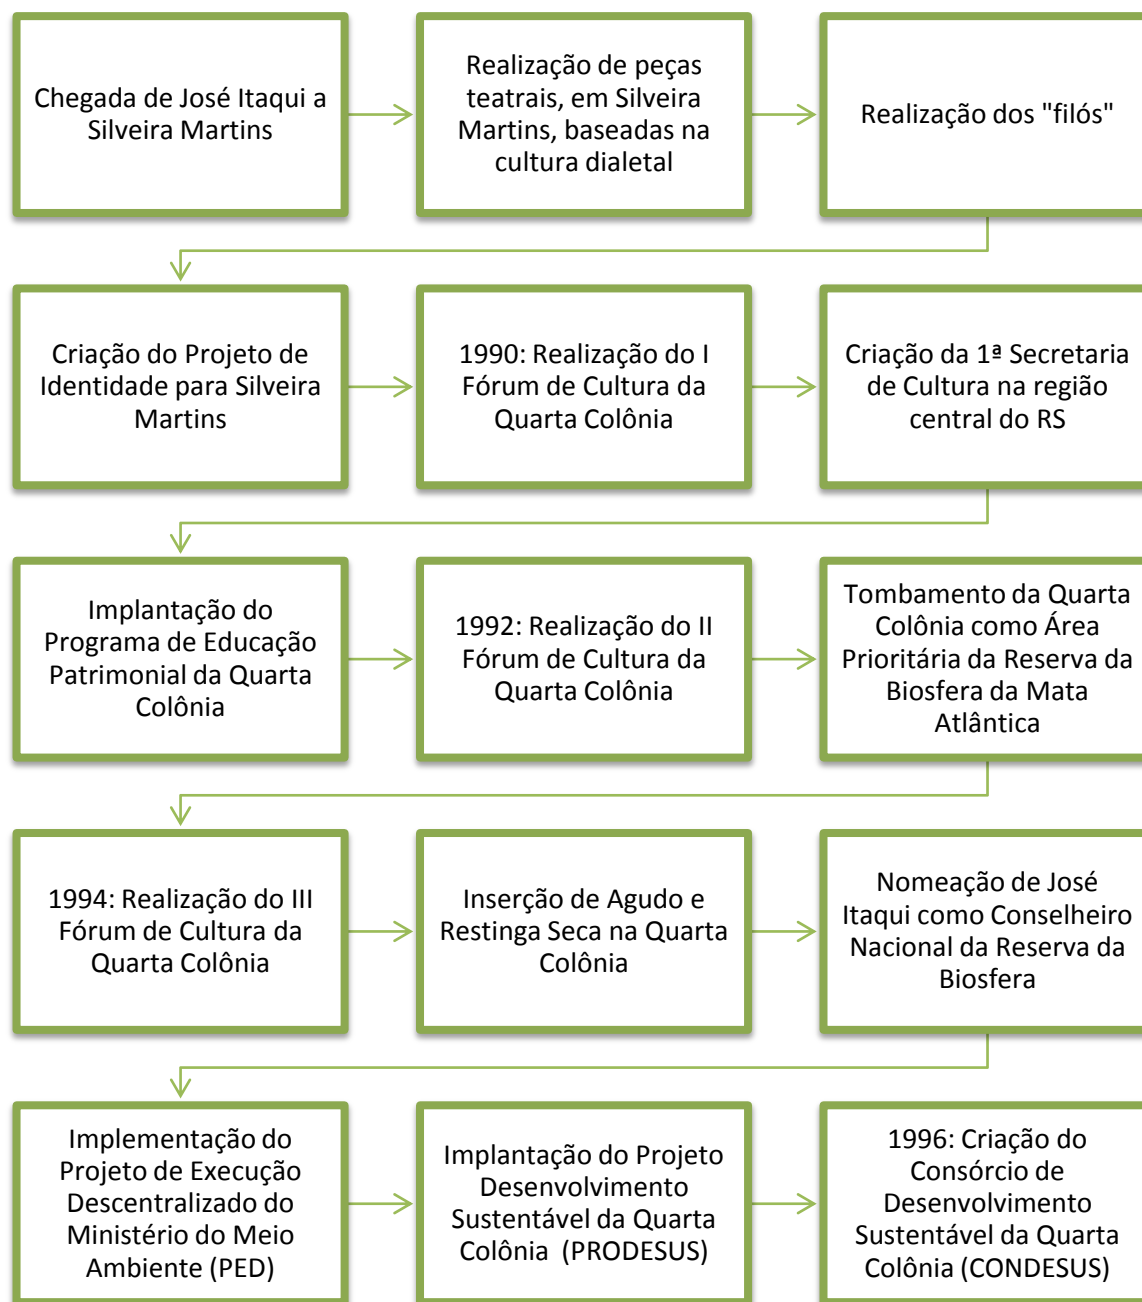 Chegada de José Itaqui a
Silveira Martins
Realização de peças
teatrais, em Silveira
Martins, baseadas na
cultura dialetal
Realização dos "filós"
Criação do Projeto de
Identidade para Silveira
Martins
1990: Realização do I
Fórum de Cultura da
Quarta Colônia
Criação da 1ª Secretaria
de Cultura na região
central do RS
Implantação do
Programa de Educação
Patrimonial da Quarta
Colônia
1992: Realização do II
Fórum de Cultura da
Quarta Colônia
Tombamento da Quarta
Colônia como Área
Prioritária da Reserva da
Biosfera da Mata
Atlântica
1994: Realização do III
Fórum de Cultura da
Quarta Colônia
Inserção de Agudo e
Restinga Seca na Quarta
Colônia
Nomeação de José
Itaqui como Conselheiro
Nacional da Reserva da
Biosfera
Implementação do
Projeto de Execução
Descentralizado do
Ministério do Meio
Ambiente (PED)
Implantação do Projeto
Desenvolvimento
Sustentável da Quarta
Colônia (PRODESUS)
1996: Criação do
Consórcio de
Desenvolvimento
Sustentável da Quarta
Colônia (CONDESUS)